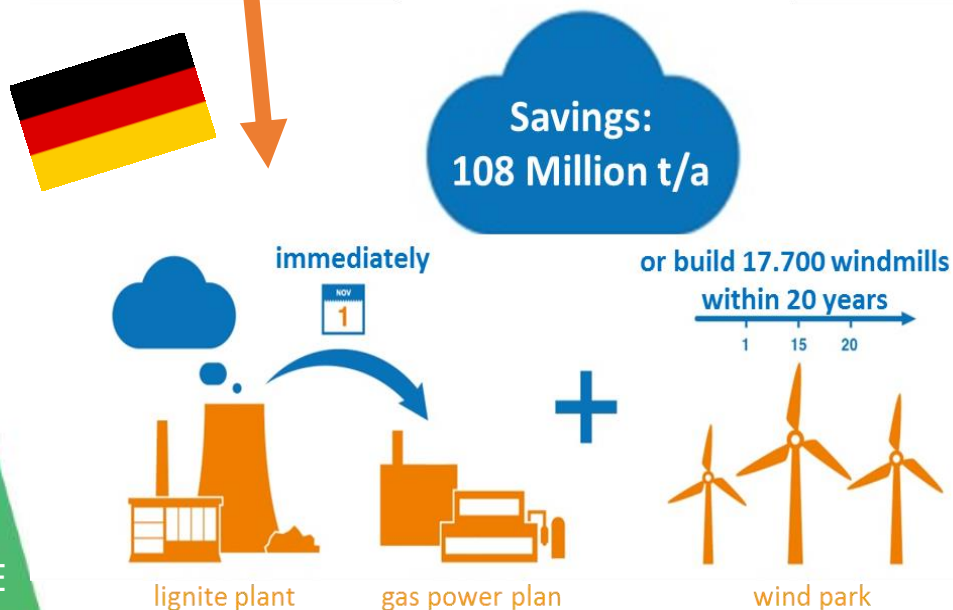 Savings:
108 Million t/a
immediately
NOV
1
or build 17.700 windmills
within 20 years
1 15 20
lignite plant
gas power plan
wind park